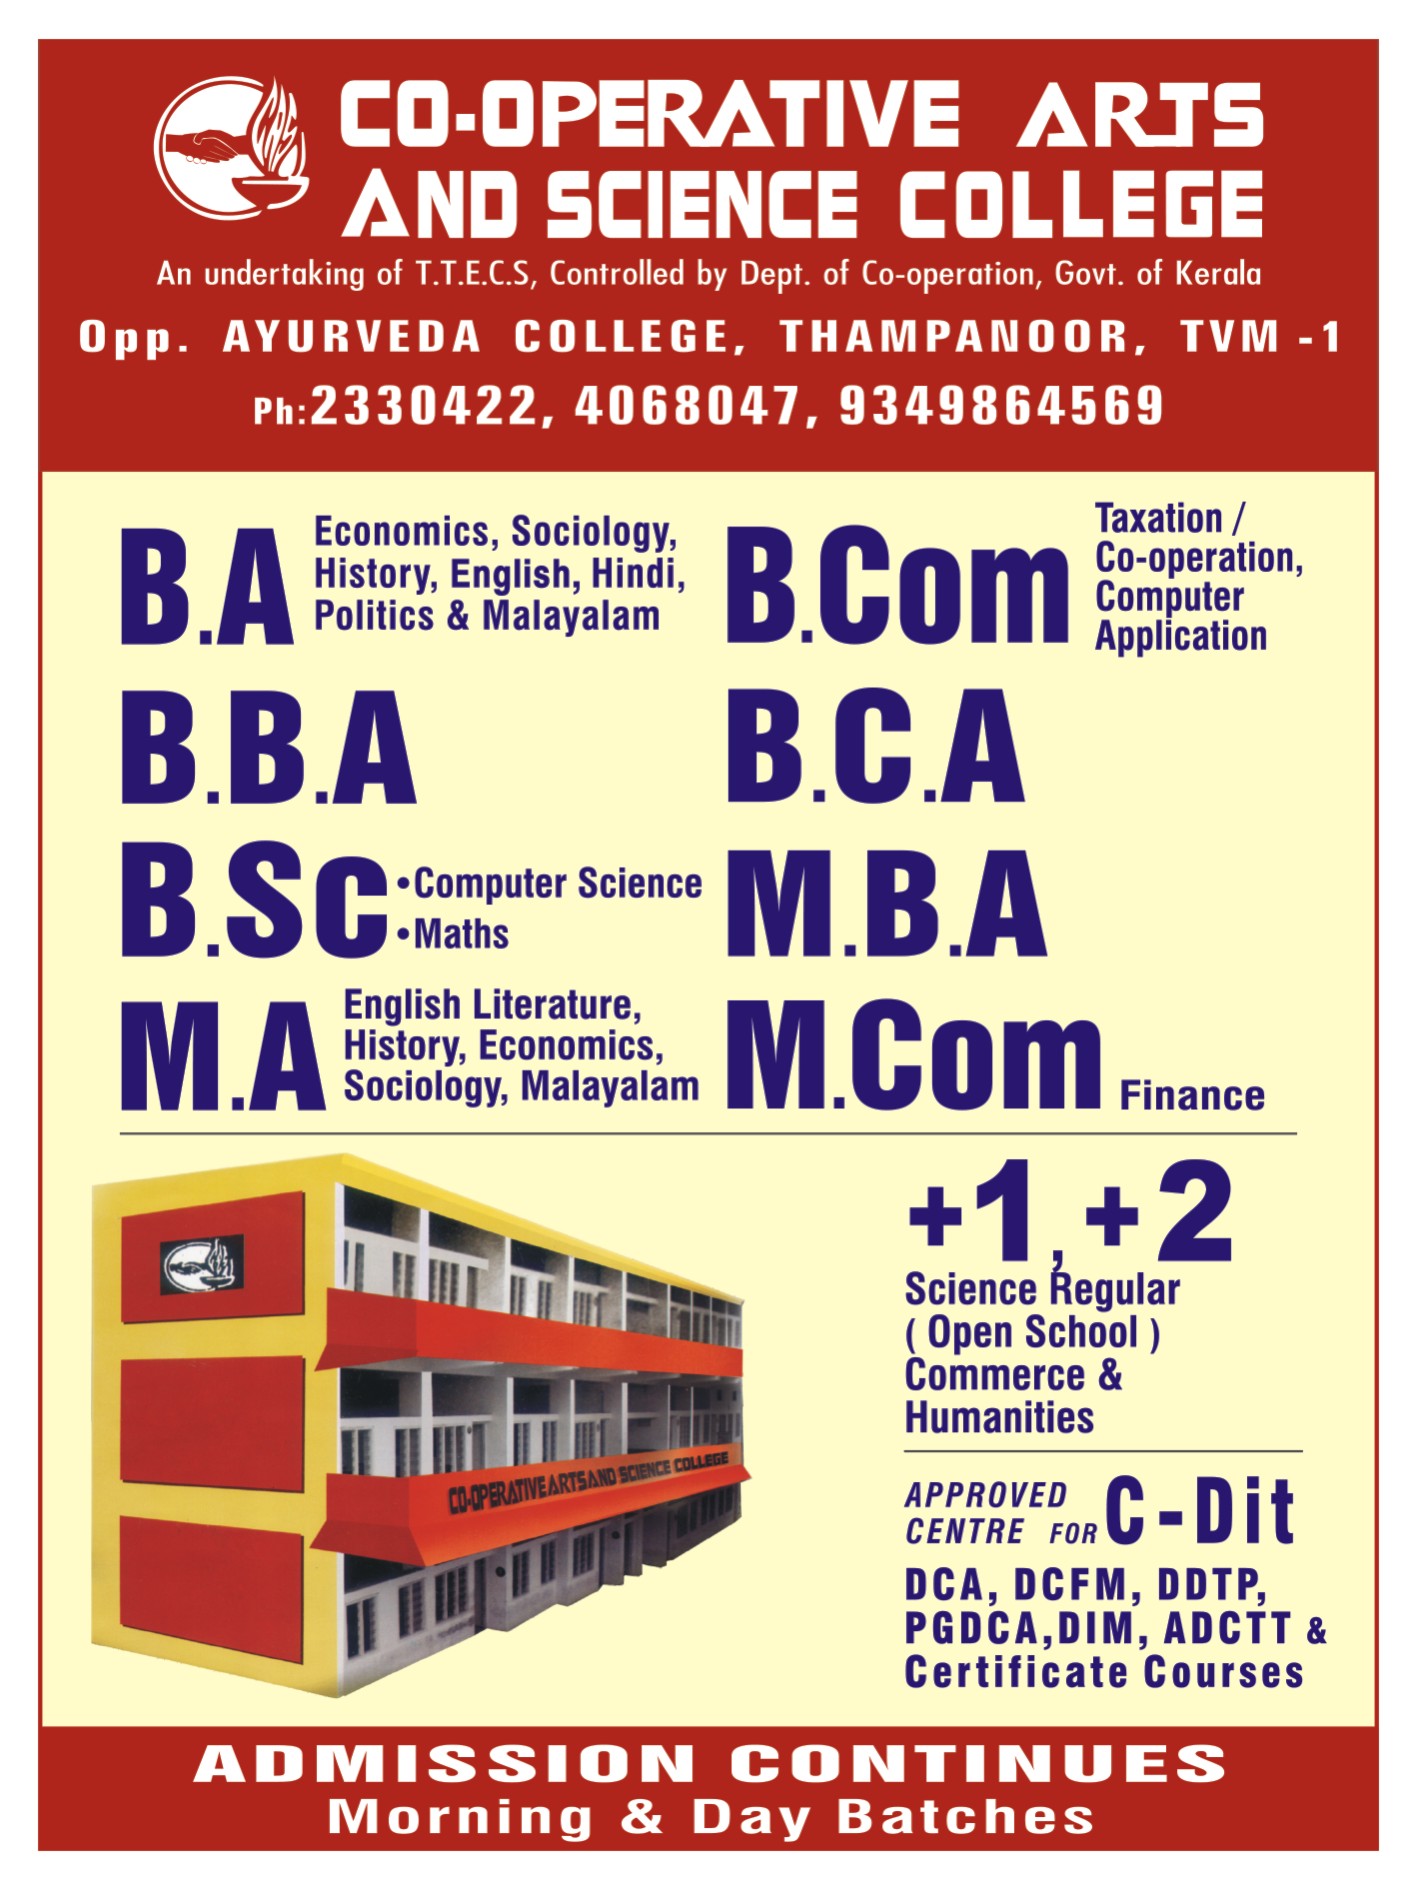 CO-OPERATIVE ARTS
AND SCIENCE COLLEGE
An undertaking of T.T.E.C.S, Controlled by Dept. of Co-operation, Govt. of Kerala
Opp. AYURVEDA COLLEGE, THAMPANOOR, TVM -1
Ph:2330422, 4068047, 9349864569
B.A
Economics, Sociology,
History, English, Hindi,
Politics & Malayalam
B.Com
Taxation /
Co-operation,
Computer
Application
B.B.A
B.C.A
B.Sc
•Computer Science
•Maths
M.B.A
M.A
English Literature,
History, Economics,
Sociology, Malayalam
M.Com Finance
+1, +2
Science Regular
( Open School )
Commerce &
Humanities
CO-OPERATIVE ARTS AND SCIENCE COLLEGE
APPROVED
CENTRE FOR C-Dit
DCA, DCFM, DDTP,
PGDCA,DIM, ADCTT &
Certificate Courses
ADMISSION CONTINUES
Morning & Day Batches